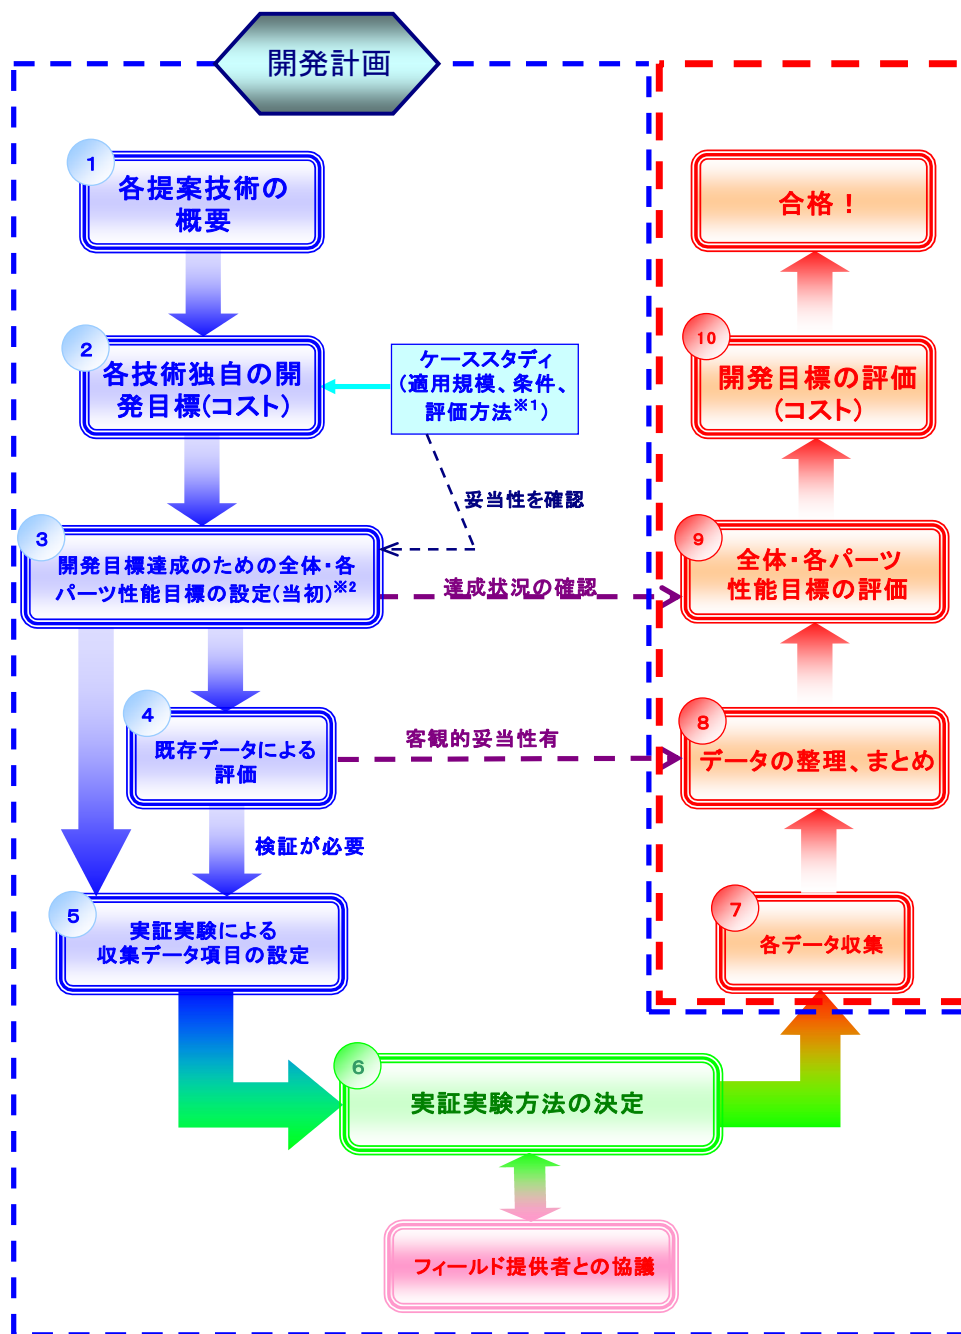 開発計画
1
各提案技術の
概要
2
各技術独自の開
発目標(コスト)
ケーススタディ
(適用規模、条件、
評価方法※1)
妥当性を確認
3
開発目標達成のための全体・各
パーツ性能目標の設定(当初)※2
達成状況の確認
4
既存データによる
評価
客観的妥当性有
検証が必要
5
実証実験による
収集データ項目の設定
6
実証実験方法の決定
フィールド提供者との協議
7
各データ収集
8
データの整理、まとめ
9
全体・各パーツ
性能目標の評価
10
開発目標の評価
(コスト)
合格！